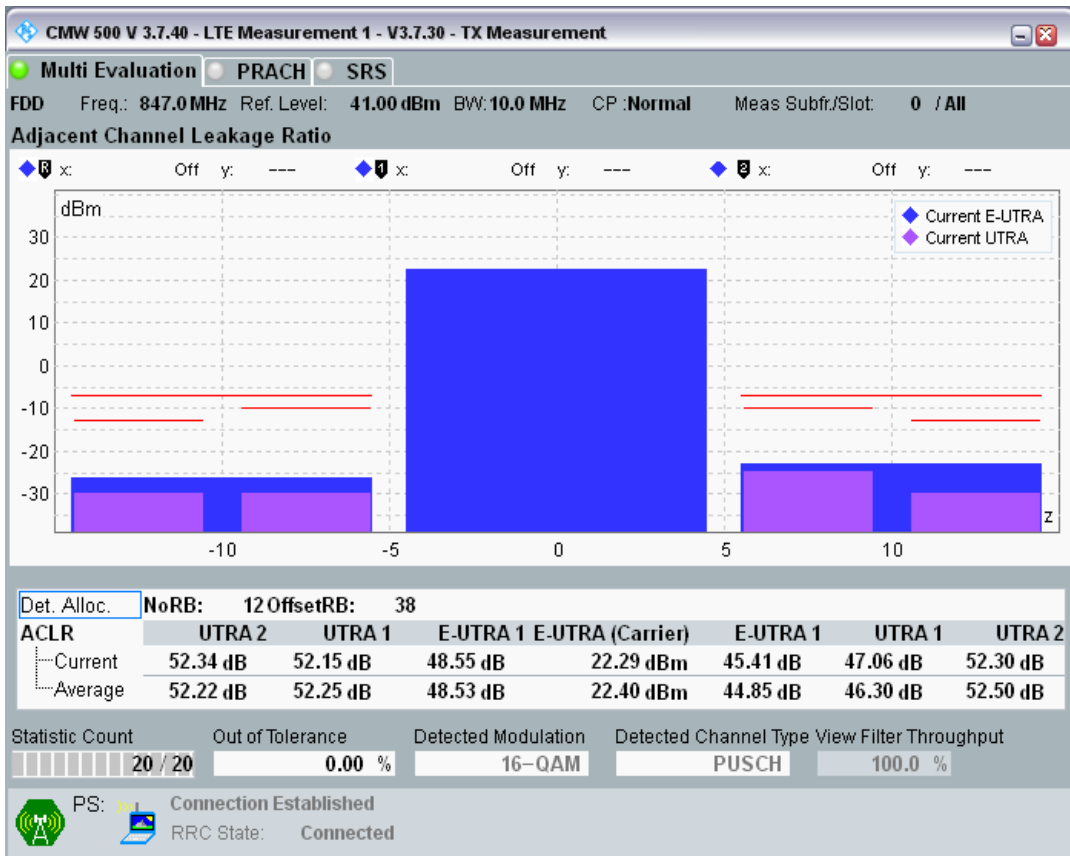 CMW 500 V 3.7.40 - LTE Measurement 1 - V3.7.30 - TX Measurement
Multi Evaluation PRACH SRS
FDD Freq.: 847.0 MHz Ref. Level: 41.00 dBm BW: 10.0 MHz CP :Normal Meas Subfr./Slot: 0 / All
Adjacent Channel Leakage Ratio
R x: Off y: --- 1 x: Off y: --- 2 x: Off y: ---
dBm
Current E-UTRA
Current UTRA
30
20
10
0
-10
-20
-30
z
-10 -5 0 5 10
Det. Alloc. NoRB: 12 OffsetRB: 38
ACLR UTRA 2 UTRA 1 E-UTRA 1 E-UTRA (Carrier) E-UTRA 1 UTRA 1 UTRA 2
Current 52.34 dB 52.15 dB 48.55 dB 22.29 dBm 45.41 dB 47.06 dB 52.30 dB
Average 52.22 dB 52.25 dB 48.53 dB 22.40 dBm 44.85 dB 46.30 dB 52.50 dB
Statistic Count Out of Tolerance Detected Modulation Detected Channel Type View Filter Throughput
20 / 20 0.00 % 16-QAM PUSCH 100.0 %
PS: Connection Established
RRC State: Connected